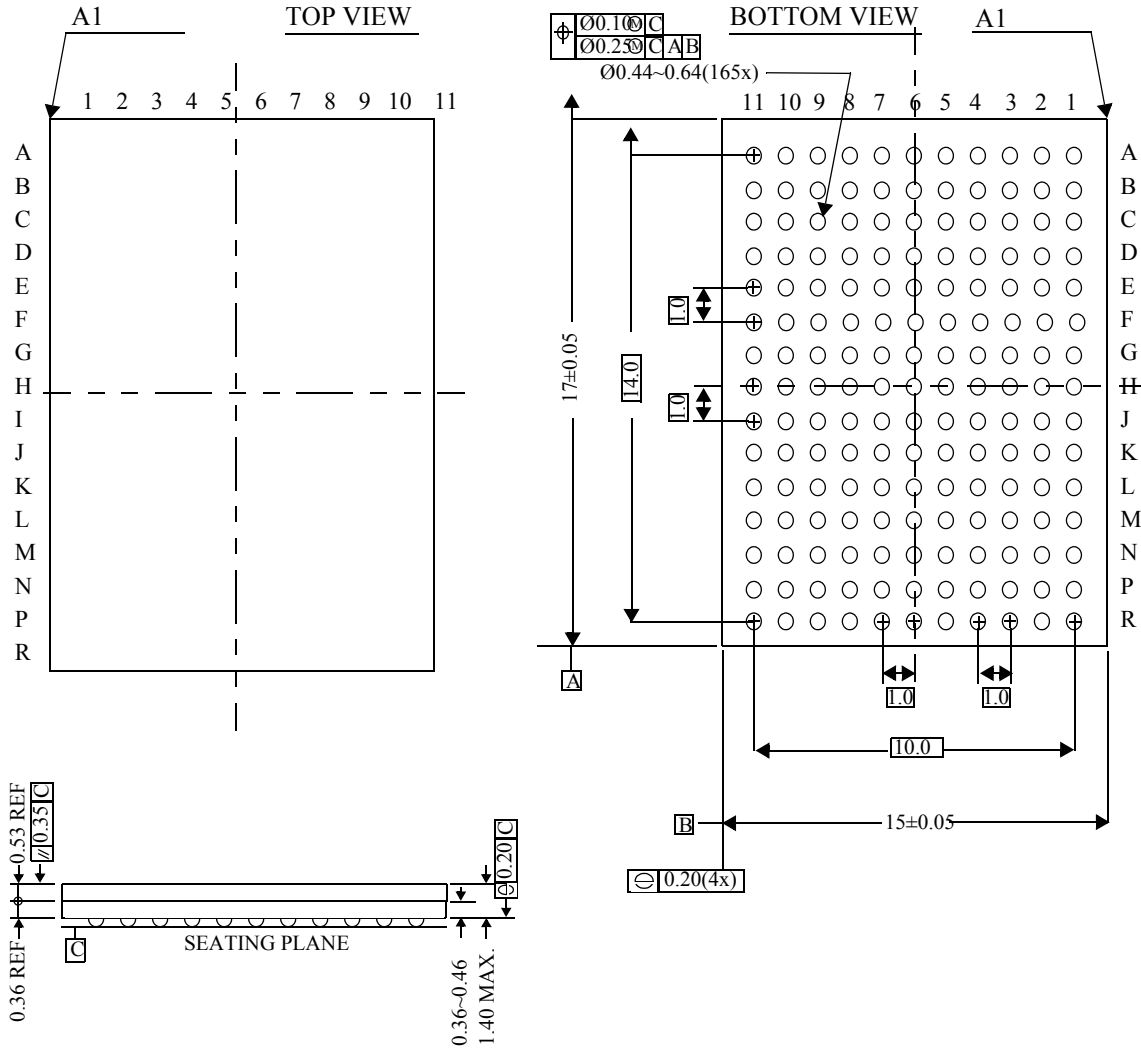 A1
TOP VIEW
1 2 3 4 5 6 7 8 9 10 11
A
B
C
D
E
F
G
H
I
J
K
L
M
N
P
R
Ø0.10Ⓜ C
Ø0.25Ⓜ C A B
BOTTOM VIEW
A1
Ø0.44~0.64(165x)
11 10 9 8 7 6 5 4 3 2 1
A
B
C
D
E
F
G
H
J
K
L
M
N
P
R
1.0
1.0
14.0
17±0.05
A
1.0
1.0
10.0
B
15±0.05
0.20(4x)
0.53 REF
// 0.35 C
0.20 C
C
SEATING PLANE
0.36 REF
0.36~0.46
1.40 MAX.